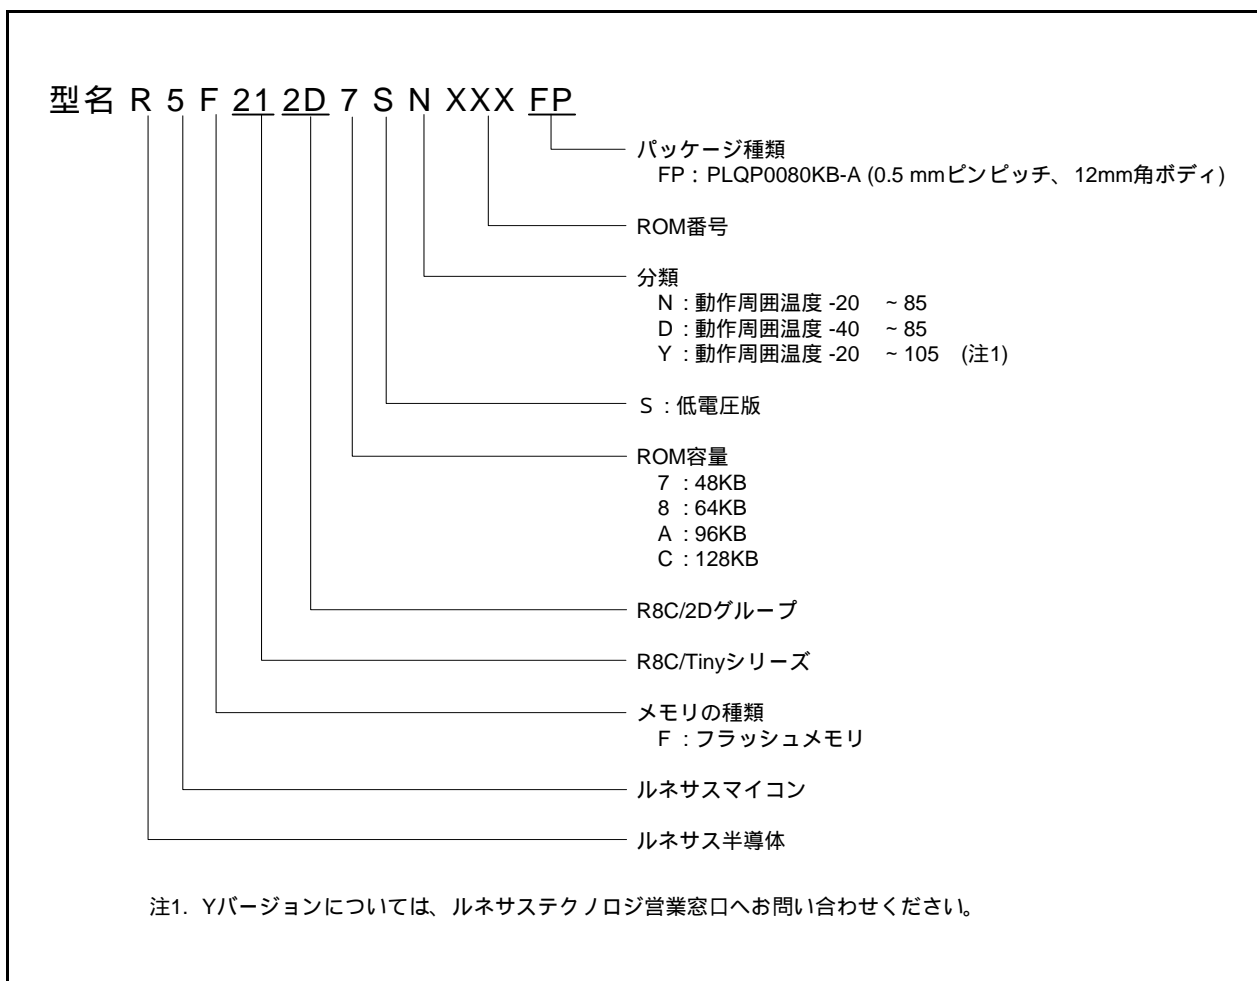 型名 R 5 F 21 2D 7 S N XXX FP
パッケージ種類
FP : PLQP0080KB-A (0.5 mmピンピッチ、12mm角ボディ)
ROM番号
分類
N : 動作周囲温度 -20 ~ 85
D : 動作周囲温度 -40 ~ 85
Y : 動作周囲温度 -20 ~ 105 (注1)
S : 低電圧版
ROM容量
7 : 48KB
8 : 64KB
A : 96KB
C : 128KB
R8C/2Dグループ
R8C/Tinyシリーズ
メモリの種類
F : フラッシュメモリ
ルネサスマイコン
ルネサス半導体
注1. Yバージョンについては、ルネサステクノロジ営業窓口へお問い合わせください。